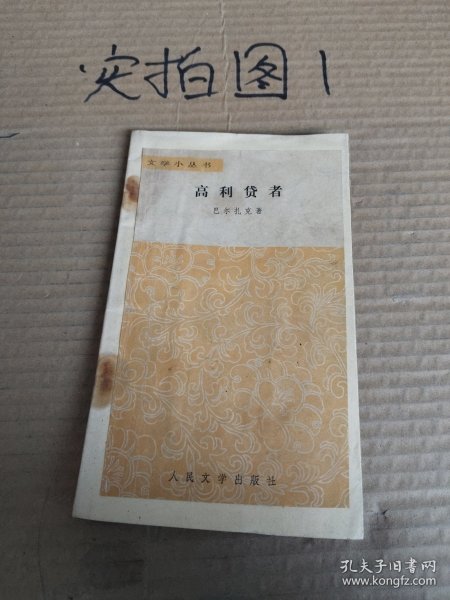 实拍图1
文学小丛书
高利贷者
巴尔扎克著
人民文学出版社
孔夫子旧书网
www.kongfz.com